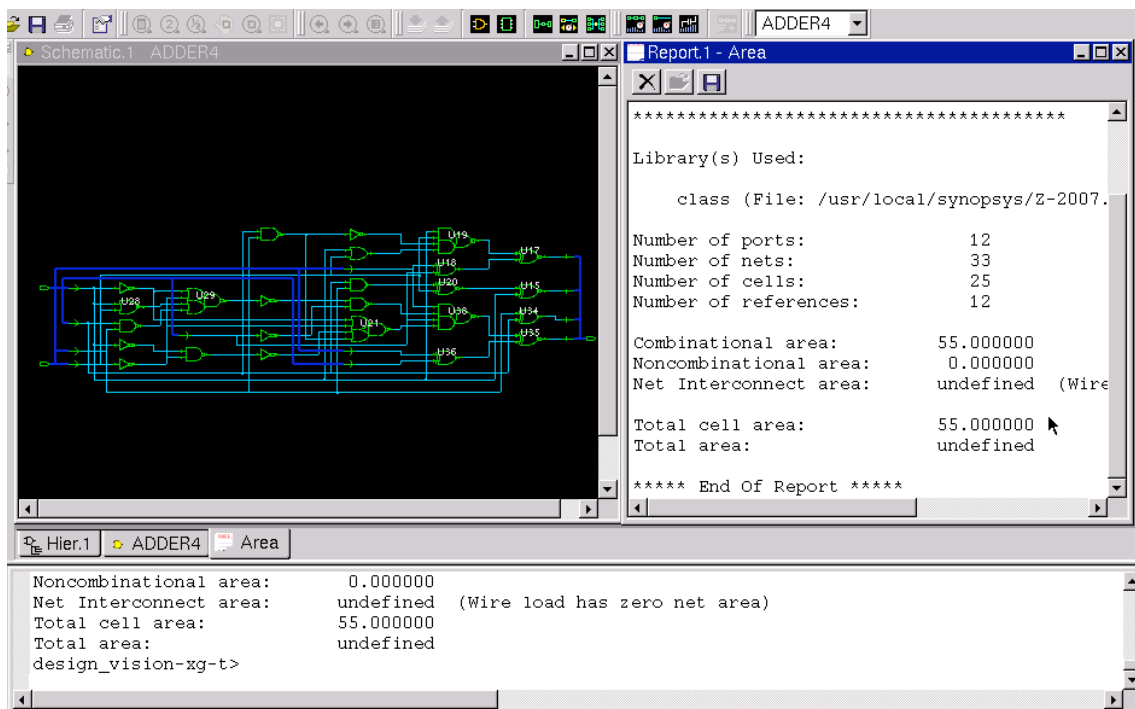 ADDER4
Schematic.1 ADDER4
Report.1 - Area
*****************************************
Library(s) Used:
class (File: /usr/local/synopsys/Z-2007.
Number of ports: 12
Number of nets: 33
Number of cells: 25
Number of references: 12
Combinational area: 55.000000
Noncombinational area: 0.000000
Net Interconnect area: undefined (Wire
Total cell area: 55.000000
Total area: undefined
***** End Of Report *****
U19
U17
U18
U20
U15
U28
U29
U38
U34
U21
U35
U36
Hier.1
ADDER4
Area
Noncombinational area: 0.000000
Net Interconnect area: undefined (Wire load has zero net area)
Total cell area: 55.000000
Total area: undefined
design_vision-xg-t>